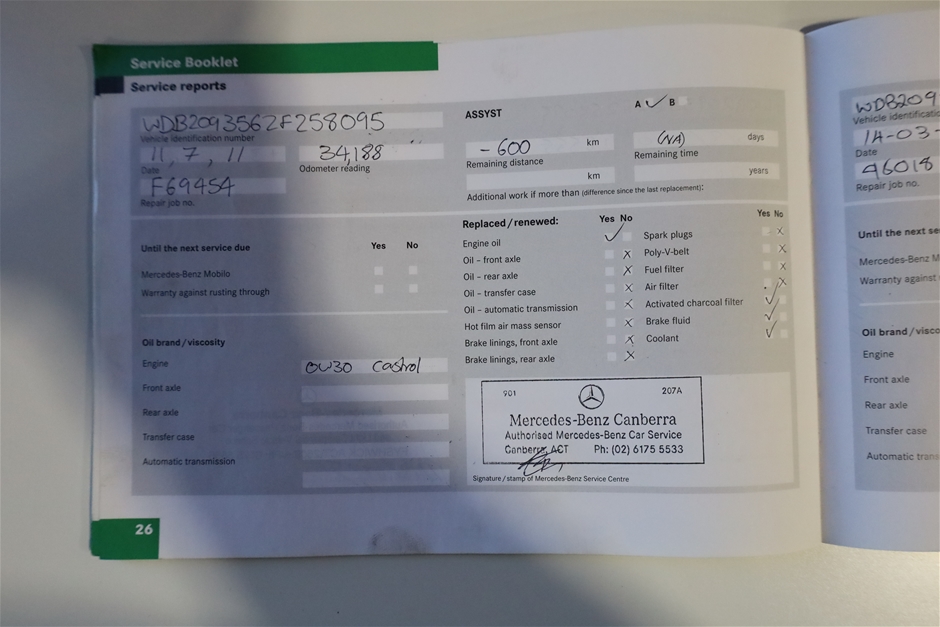 Service Booklet
Service reports
WDB2093562F258095
Vehicle identification number
11, 7, 11
34,188
Date
Odometer reading
F69454
Repair job no.
ASSYST
A ✓ B
- 600 km
Remaining distance
(NA) days
Remaining time
km
years
Additional work if more than (difference since the last replacement):
Until the next service due Yes No
Mercedes-Benz Mobilo
Warranty against rusting through
Oil brand/viscosity
Engine 0W30 Castrol
Front axle
Rear axle
Transfer case
Automatic transmission
Replaced/renewed: Yes No
Engine oil ✓
Oil – front axle X
Oil – rear axle X
Oil – transfer case X
Oil – automatic transmission X
Hot film air mass sensor X
Brake linings, front axle X
Brake linings, rear axle X
Yes No
Spark plugs X
Poly-V-belt X
Fuel filter X
Air filter X
Activated charcoal filter ✓
Brake fluid ✓
Coolant ✓
901 207A
Mercedes-Benz Canberra
Authorised Mercedes-Benz Car Service
Canberra, ACT Ph: (02) 6175 5533
Signature/stamp of Mercedes-Benz Service Centre
26
WDB209
Vehicle identificatio
14-03-
Date
46018
Repair job no.
Until the next se
Mercedes-Benz M
Warranty against
Oil brand/visco
Engine
Front axle
Rear axle
Transfer case
Automatic trans